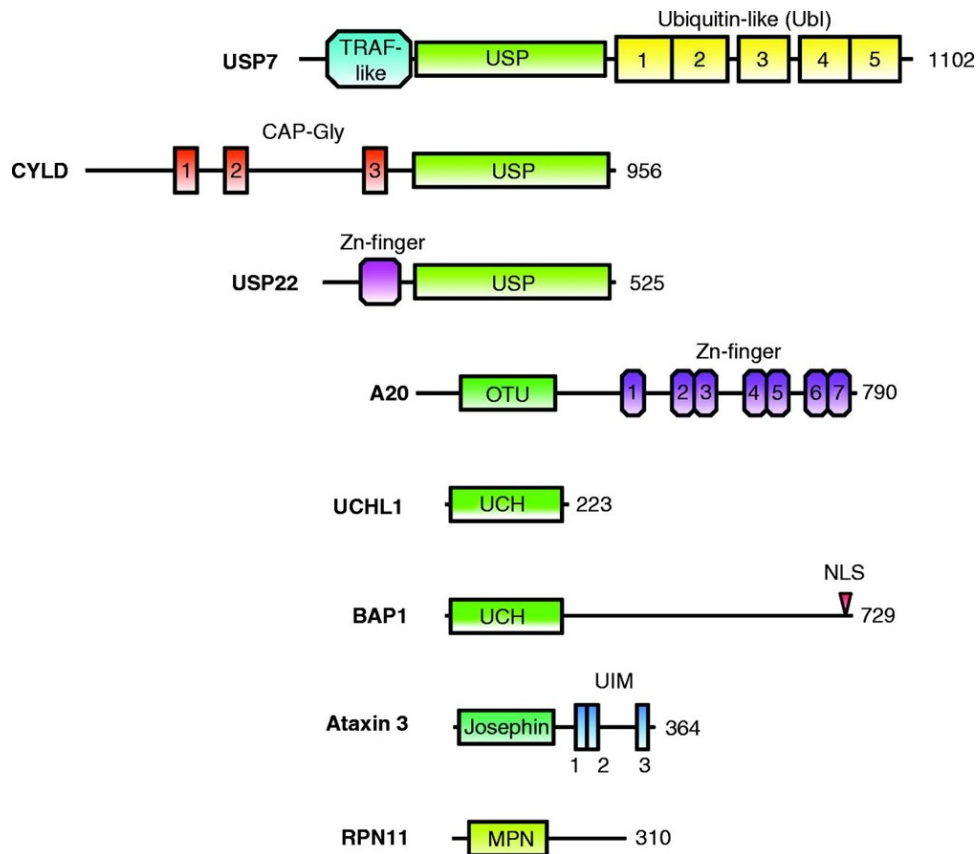 Ubiquitin-like (Ubl)
USP7 TRAF-like USP 1 2 3 4 5 1102
CAP-Gly
CYLD 1 2 3 USP 956
Zn-finger
USP22 USP 525
Zn-finger
A20 OTU 1 2 3 4 5 6 7 790
UCHL1 UCH 223
NLS
BAP1 UCH 729
UIM
Ataxin 3 Josephin 364
1 2 3
RPN11 MPN 310